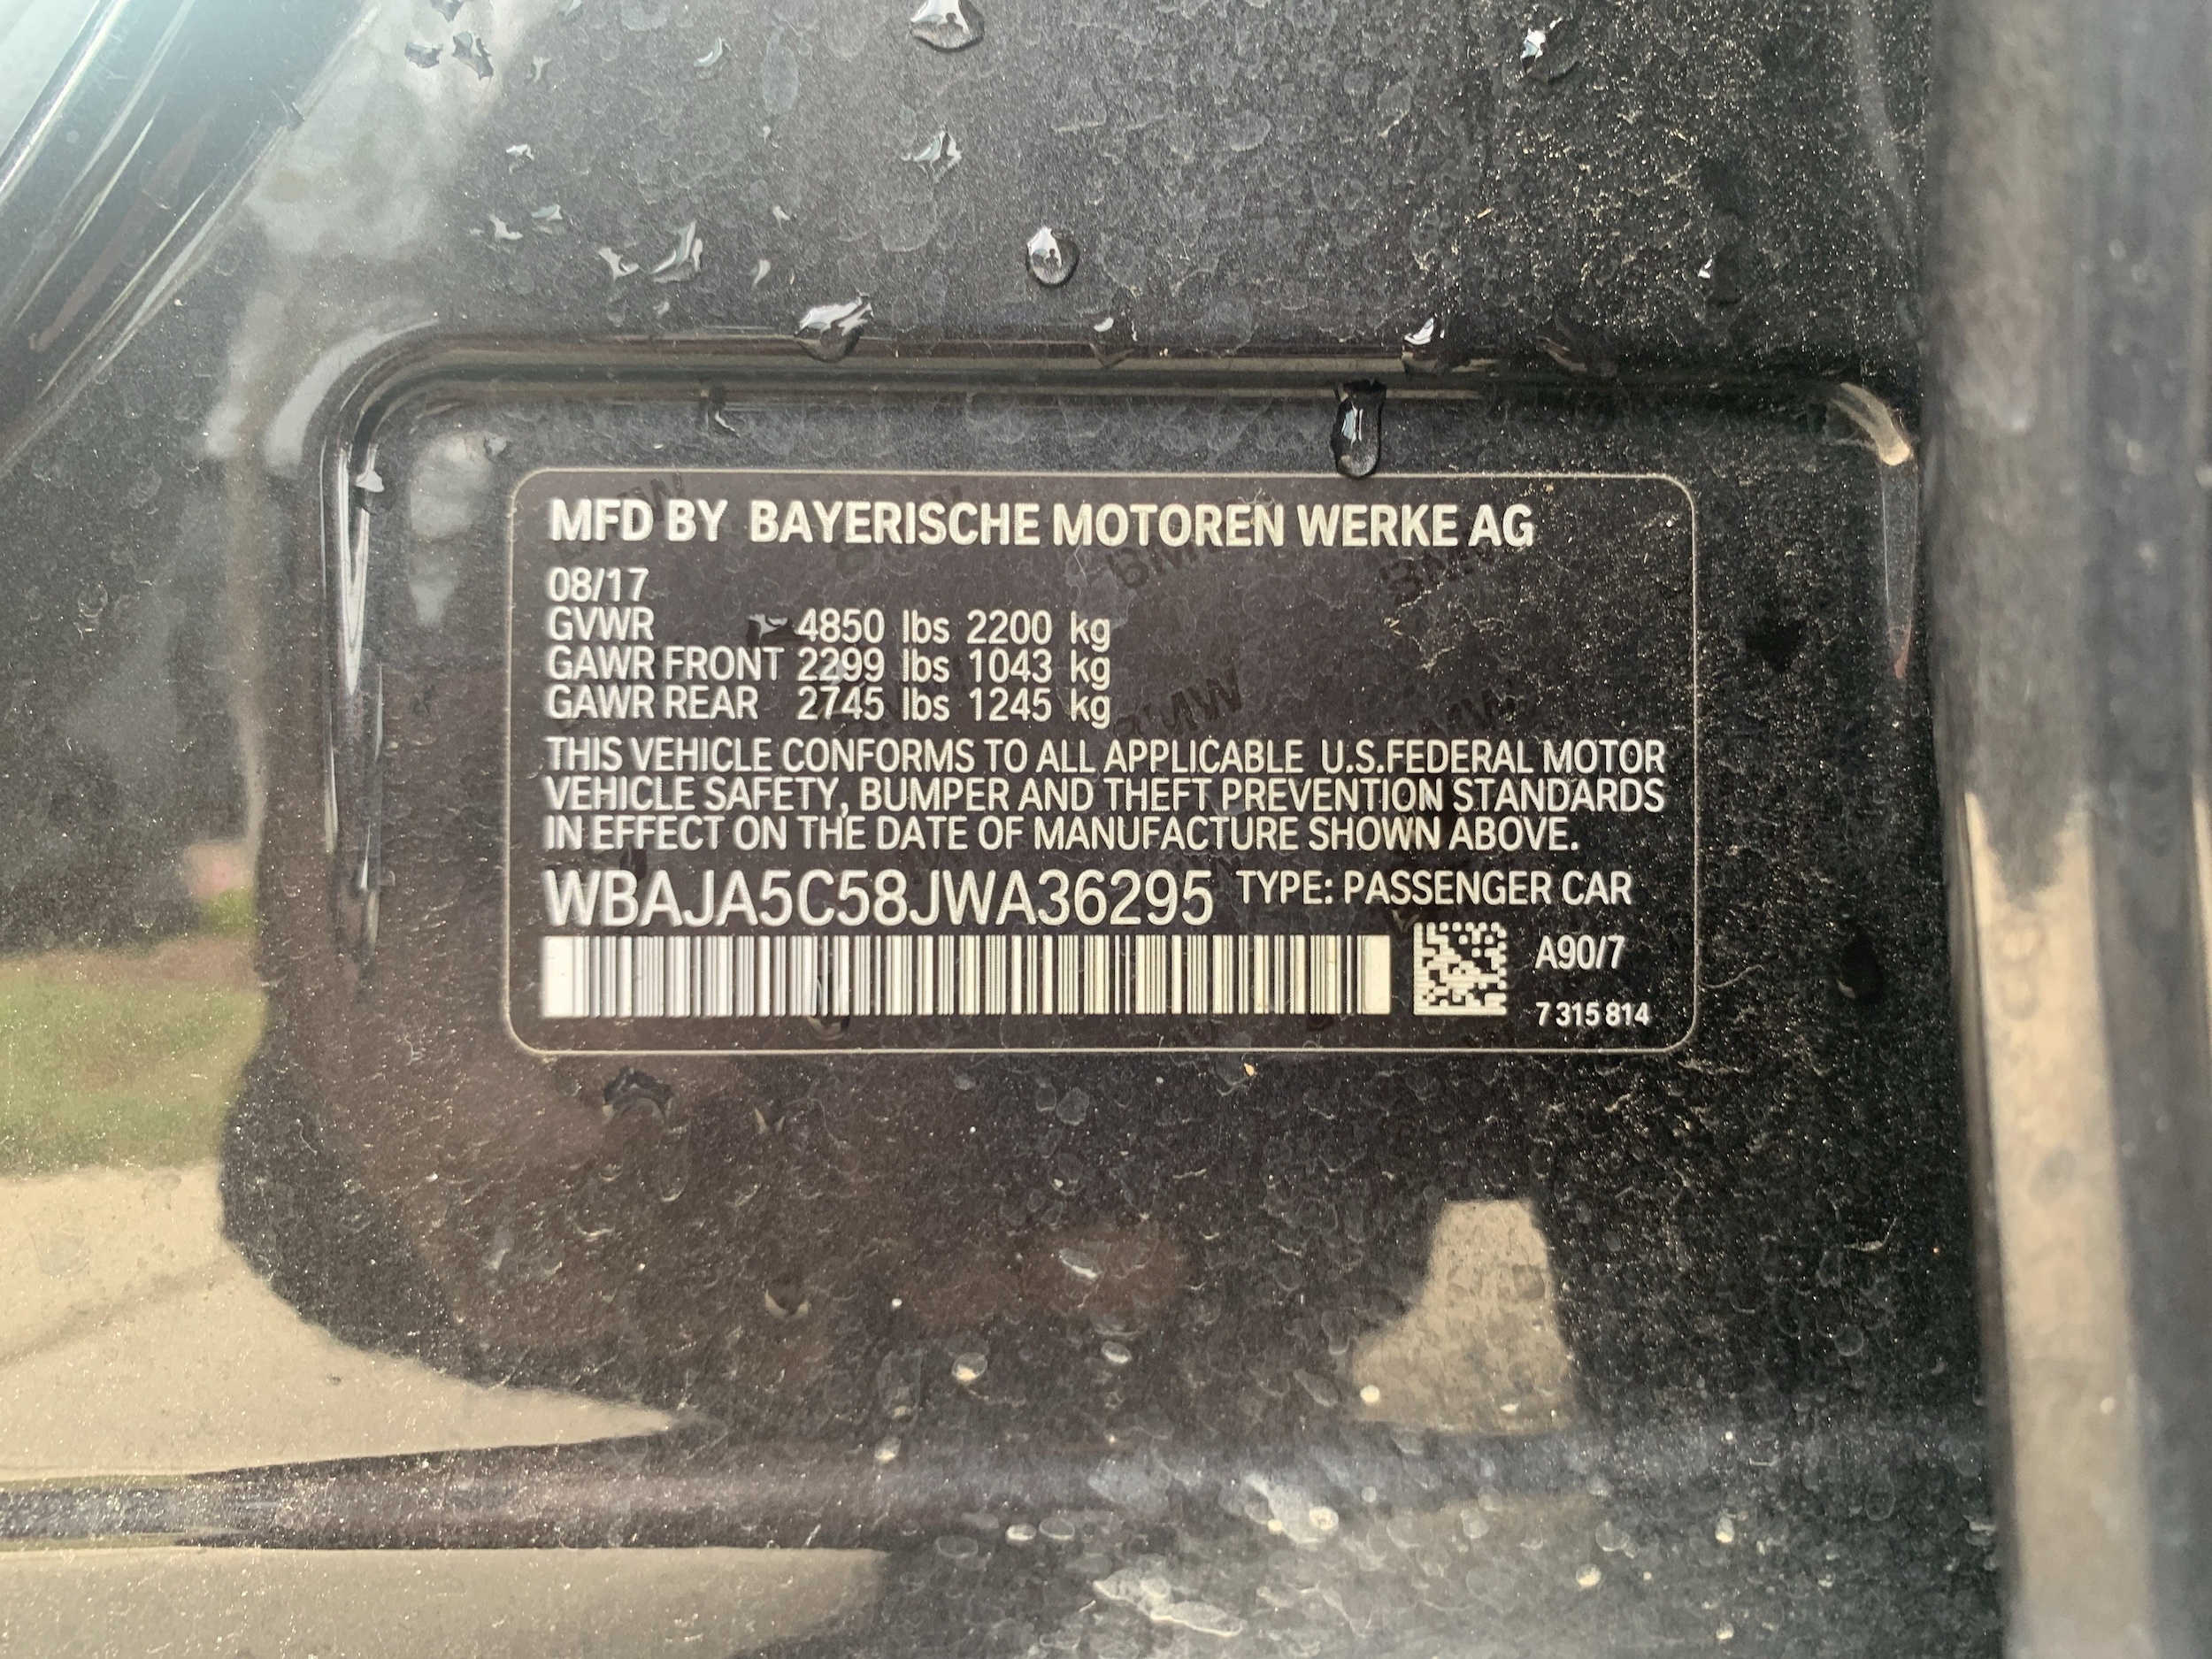 MFD BY BAYERISCHE MOTOREN WERKE AG
08/17
GVWR 4850 lbs 2200 kg
GAWR FRONT 2299 lbs 1043 kg
GAWR REAR 2745 lbs 1245 kg
THIS VEHICLE CONFORMS TO ALL APPLICABLE U.S.FEDERAL MOTOR
VEHICLE SAFETY, BUMPER AND THEFT PREVENTION STANDARDS
IN EFFECT ON THE DATE OF MANUFACTURE SHOWN ABOVE.
WBAJA5C58JWA36295 TYPE: PASSENGER CAR
A90/7
7 315 814